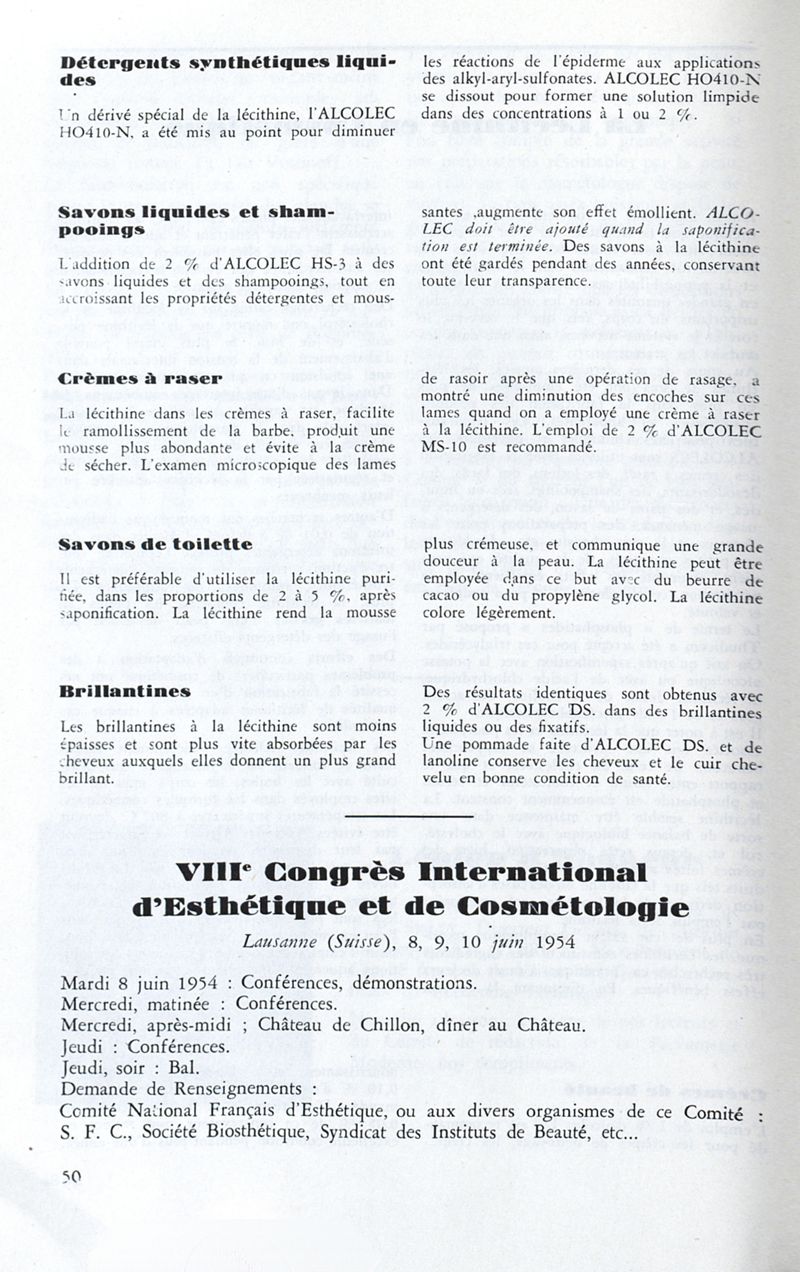 Détergents synthétiques liqui-
des
Un dérivé spécial de la lécithine, l'ALCOLEC
HO410-N, a été mis au point pour diminuer
les réactions de l'épiderme aux applications
des alkyl-aryl-sulfonates. ALCOLEC HO410-N
se dissout pour former une solution limpide
dans des concentrations à 1 ou 2 %.
Savons liquides et sham-
pooings
L'addition de 2 % d'ALCOLEC HS-3 à des
savons liquides et des shampooings, tout en
accroissant les propriétés détergentes et mous-
santes ,augmente son effet émollient. ALCO-
LEC doit être ajouté quand la saponifica-
tion est terminée. Des savons à la lécithine
ont été gardés pendant des années, conservant
toute leur transparence.
Crèmes à raser
La lécithine dans les crèmes à raser, facilite
le ramollissement de la barbe, produit une
mousse plus abondante et évite à la crème
de sécher. L'examen microscopique des lames
de rasoir après une opération de rasage, a
montré une diminution des encoches sur ces
lames quand on a employé une crème à raser
à la lécithine. L'emploi de 2 % d'ALCOLEC
MS-10 est recommandé.
Savons de toilette
Il est préférable d'utiliser la lécithine puri-
fiée, dans les proportions de 2 à 5 %, après
saponification. La lécithine rend la mousse
plus crémeuse, et communique une grande
douceur à la peau. La lécithine peut être
employée dans ce but avec du beurre de
cacao ou du propylène glycol. La lécithine
colore légèrement.
Brillantines
Les brillantines à la lécithine sont moins
épaisses et sont plus vite absorbées par les
cheveux auxquels elles donnent un plus grand
brillant.
Des résultats identiques sont obtenus avec
2 % d'ALCOLEC DS. dans des brillantines
liquides ou des fixatifs.
Une pommade faite d'ALCOLEC DS. et de
lanoline conserve les cheveux et le cuir che-
velu en bonne condition de santé.
VIIIe Congrès International
d'Esthétique et de Cosmétologie
Lausanne (Suisse), 8, 9, 10 juin 1954
Mardi 8 juin 1954 : Conférences, démonstrations.
Mercredi, matinée : Conférences.
Mercredi, après-midi ; Château de Chillon, dîner au Château.
Jeudi : Conférences.
Jeudi, soir : Bal.
Demande de Renseignements :
Comité National Français d'Esthétique, ou aux divers organismes de ce Comité :
S. F. C., Société Biosthétique, Syndicat des Instituts de Beauté, etc...
50